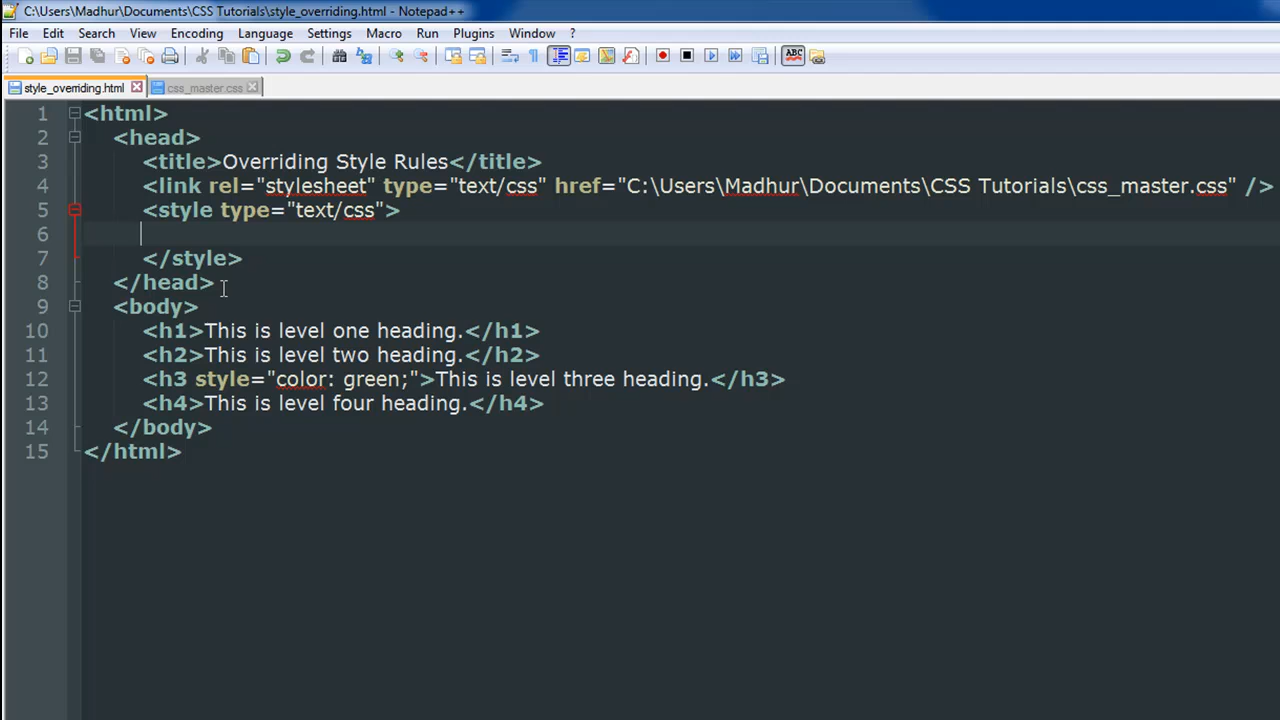 C:\Users\Madhur\Documents\CSS Tutorials\style_overriding.html - Notepad++
File Edit Search View Encoding Language Settings Macro Run Plugins Window ?
style_overriding.html css_master.css
1 <html>
2 <head>
3 <title>Overriding Style Rules</title>
4 <link rel="stylesheet" type="text/css" href="C:\Users\Madhur\Documents\CSS Tutorials\css_master.css" />
5 <style type="text/css">
6
7 </style>
8 </head>
9 <body>
10 <h1>This is level one heading.</h1>
11 <h2>This is level two heading.</h2>
12 <h3 style="color: green;">This is level three heading.</h3>
13 <h4>This is level four heading.</h4>
14 </body>
15 </html>